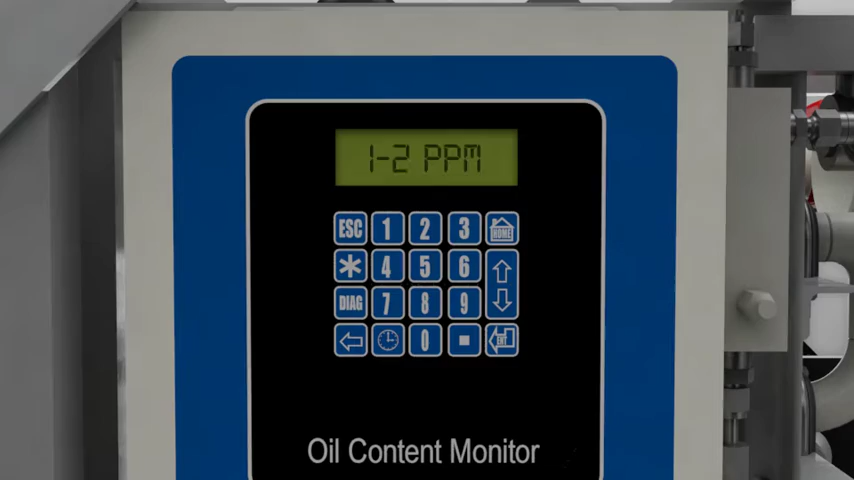 1-2 PPM
ESC 1 2 3 HOME
* 4 5 6
DIAG 7 8 9
0 ENT
Oil Content Monitor